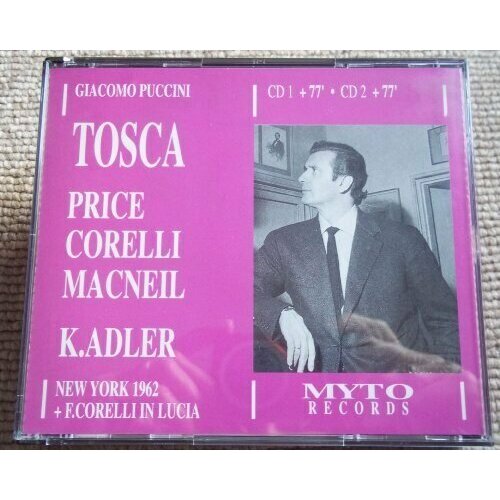 GIACOMO PUCCINI
CD 1 +77' • CD 2 +77'
TOSCA
PRICE
CORELLI
MACNEIL
K.ADLER
NEW YORK 1962
+ F.CORELLI IN LUCIA
MYTO
RECORDS